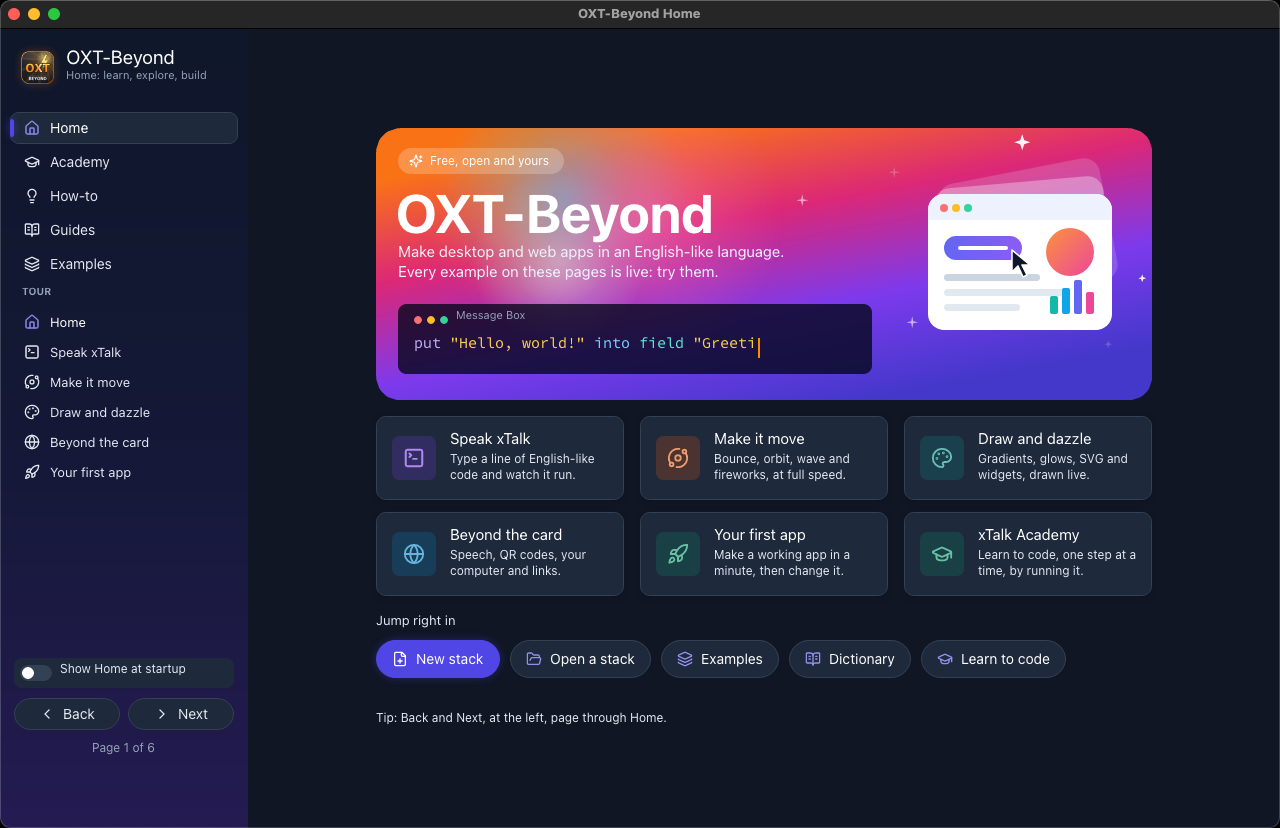 OXT-Beyond Home
OXT
BEYOND
OXT-Beyond
Home: learn, explore, build
Home
Academy
How-to
Guides
Examples
TOUR
Home
Speak xTalk
Make it move
Draw and dazzle
Beyond the card
Your first app
Show Home at startup
Back
Next
Page 1 of 6
Free, open and yours
OXT-Beyond
Make desktop and web apps in an English-like language.
Every example on these pages is live: try them.
Message Box
put "Hello, world!" into field "Greeti
Speak xTalk
Type a line of English-like
code and watch it run.
Make it move
Bounce, orbit, wave and
fireworks, at full speed.
Draw and dazzle
Gradients, glows, SVG and
widgets, drawn live.
Beyond the card
Speech, QR codes, your
computer and links.
Your first app
Make a working app in a
minute, then change it.
xTalk Academy
Learn to code, one step at a
time, by running it.
Jump right in
New stack
Open a stack
Examples
Dictionary
Learn to code
Tip: Back and Next, at the left, page through Home.